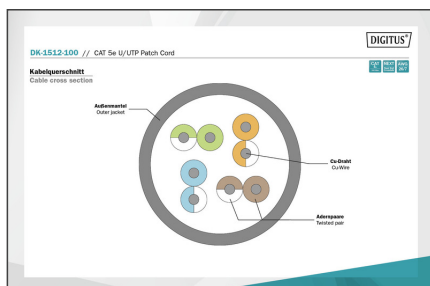 DIGITUS®
DK-1512-100 // CAT 5e U/UTP Patch Cord
Kabelquerschnitt
Cable cross section
Außenmantel
Outer jacket
Cu-Draht
Cu-Wire
Adernpaare
Twisted pair